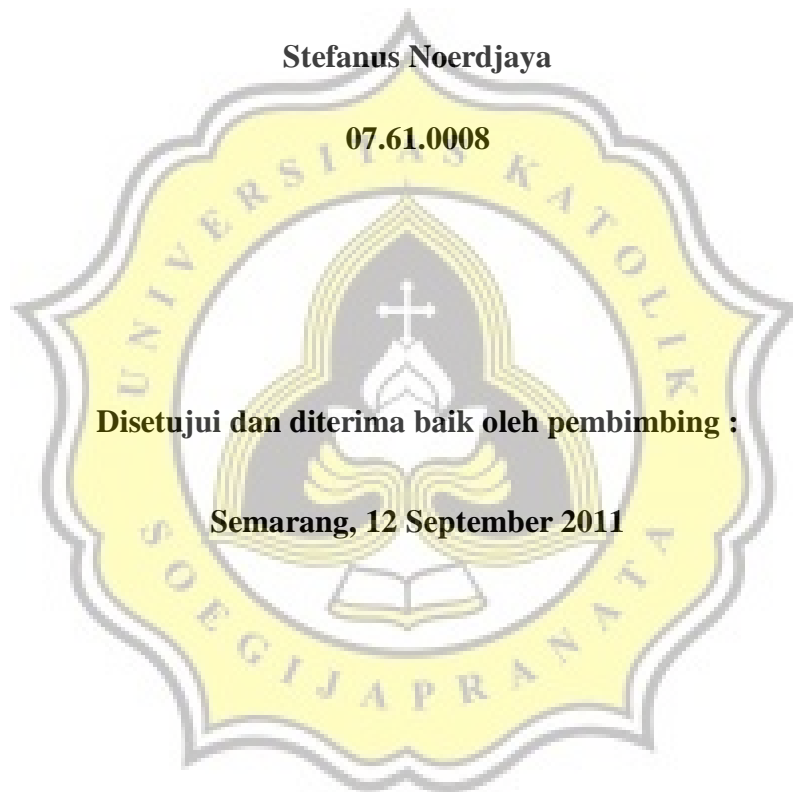 Stefanus Noerdjaya
07.61.0008
UNIVERSITAS KATOLIK
Disetujui dan diterima baik oleh pembimbing :
Semarang, 12 September 2011
SOEGIJAPRANATA